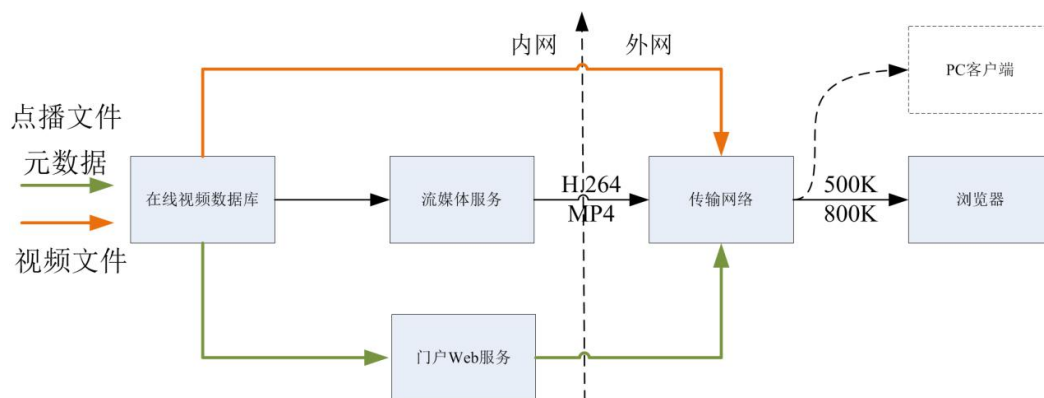 内网
外网
PC客户端
点播文件
元数据
在线视频数据库
流媒体服务
H.264
MP4
传输网络
500K
800K
浏览器
视频文件
门户Web服务